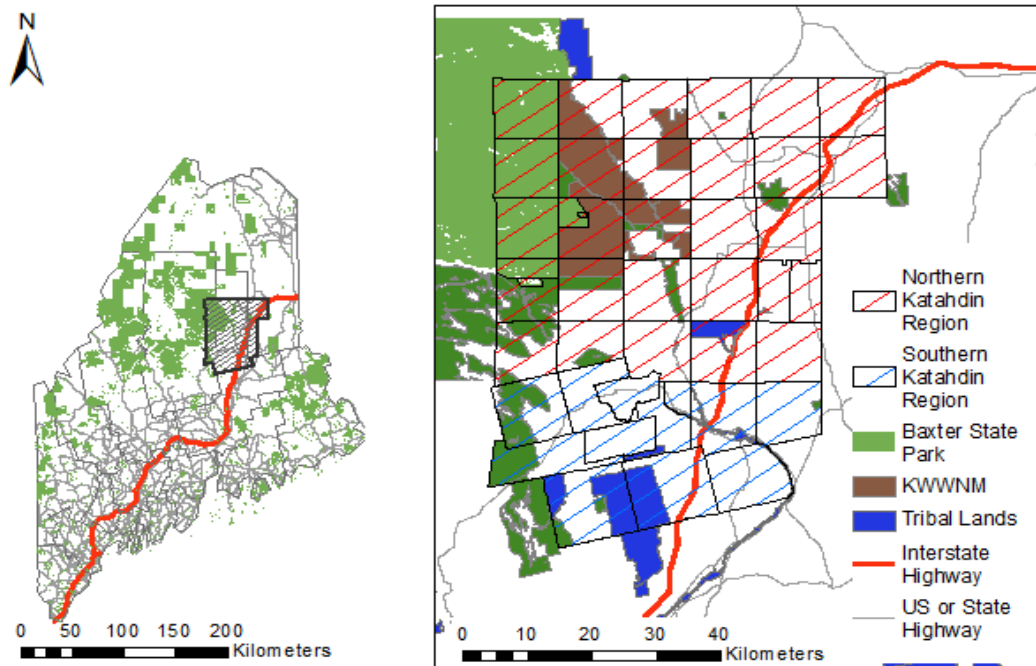 N
0 50 100 150 200
Kilometers
0 10 20 30 40
Kilometers
Northern
Katahdin
Region
Southern
Katahdin
Region
Baxter State
Park
KWWNM
Tribal Lands
Interstate
Highway
US or State
Highway